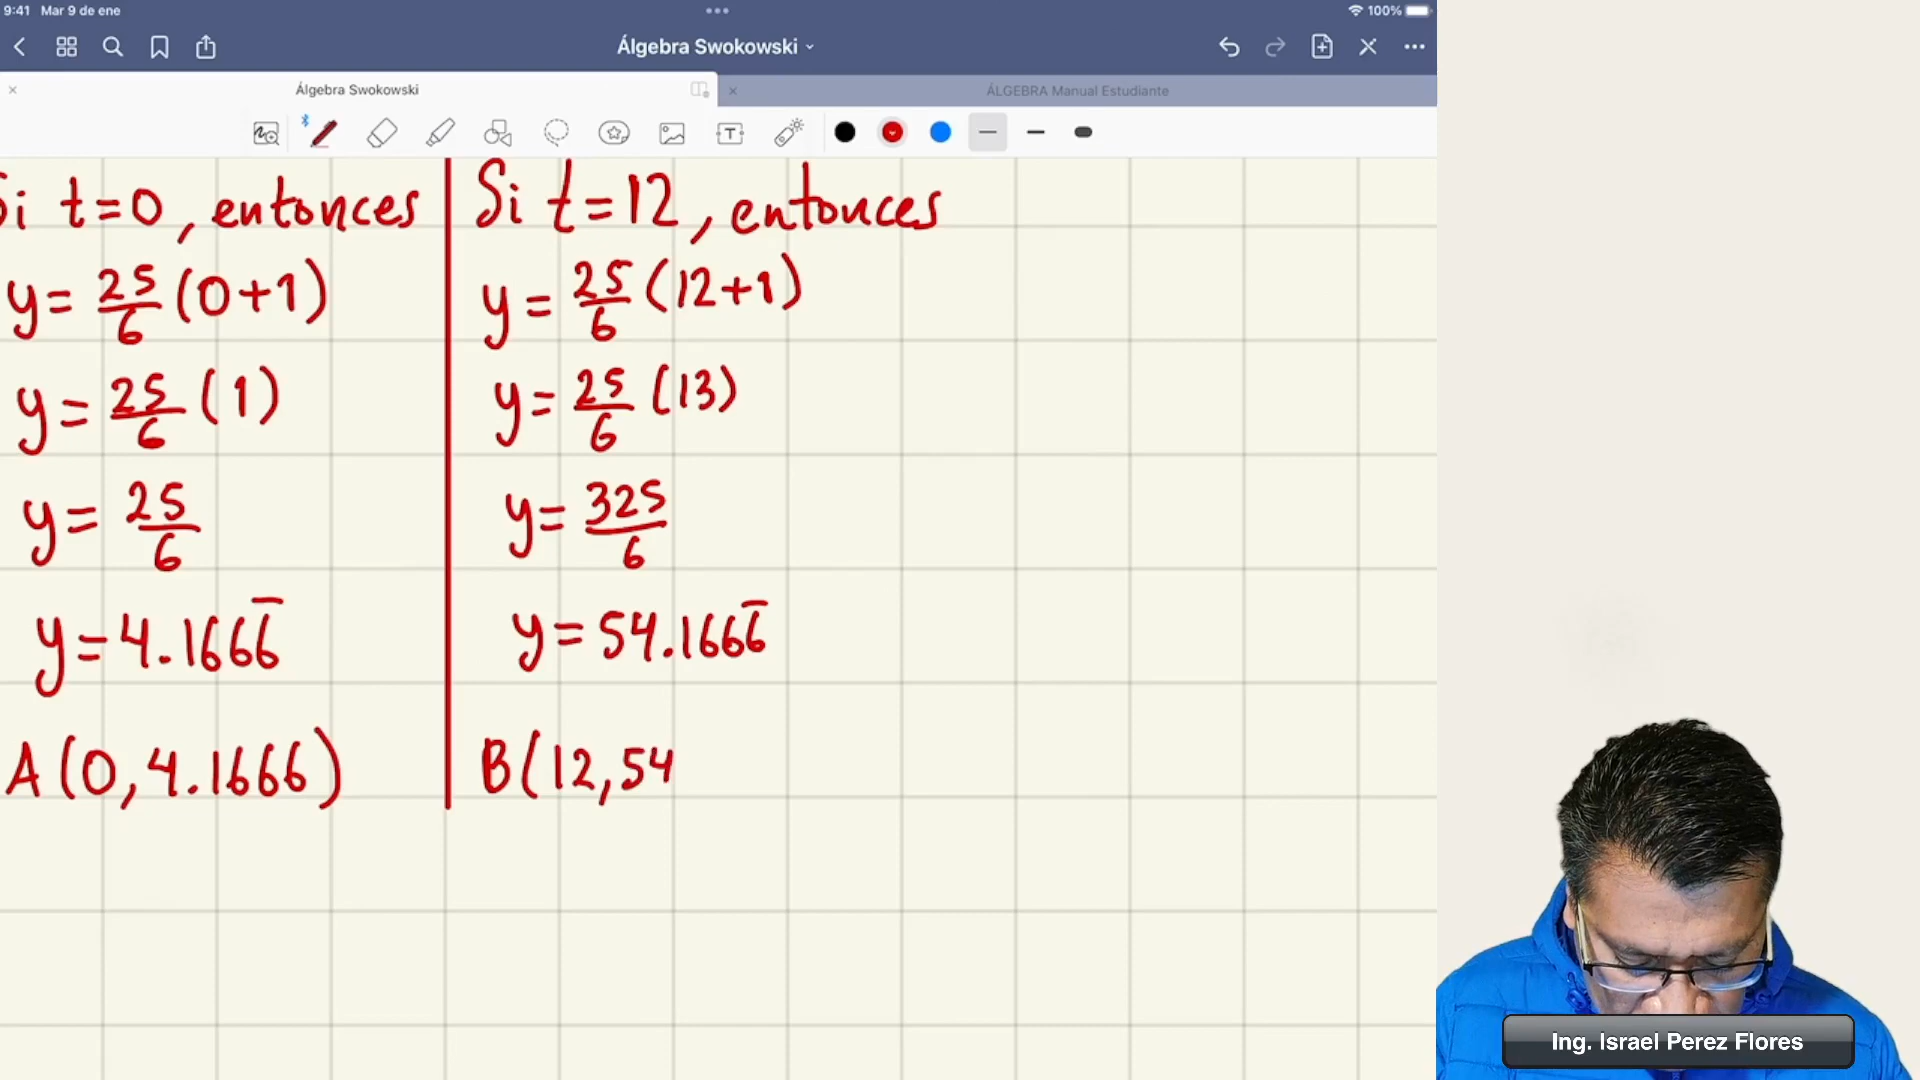 9:41 Mar 9 de ene
100%
Álgebra Swokowski
Álgebra Swokowski
ÁLGEBRA Manual Estudiante
Si t=0, entonces
y = 25/6 (0+1)
y = 25/6 (1)
y = 25/6
y = 4.1666̅
A(0,4.1666)
Si t=12, entonces
y = 25/6 (12+1)
y = 25/6 (13)
y = 325/6
y = 54.1666̅
B(12,54
Ing. Israel Perez Flores